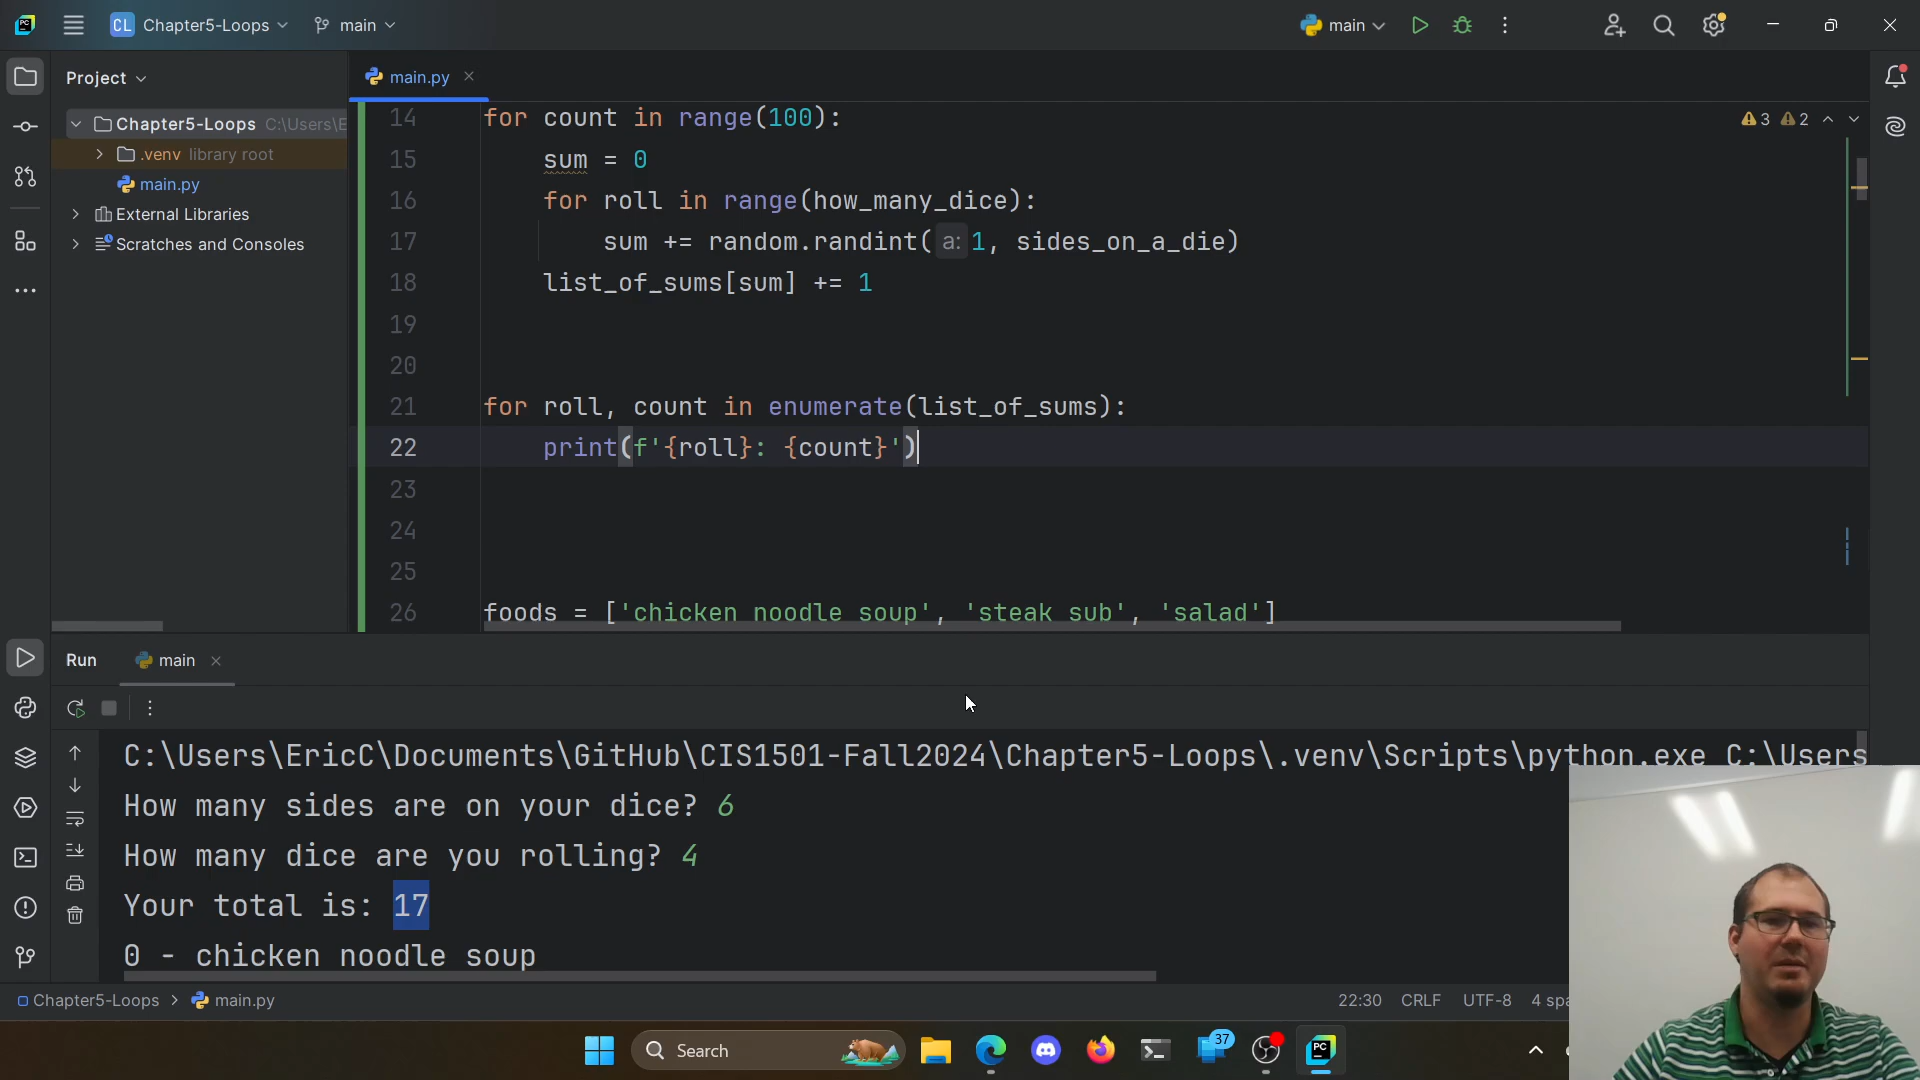 CL Chapter5-Loops main main
Project
main.py
Chapter5-Loops C:\Users\E
.venv library root
main.py
External Libraries
Scratches and Consoles
3 2
14 for count in range(100):
15 sum = 0
16 for roll in range(how_many_dice):
17 sum += random.randint( a: 1, sides_on_a_die)
18 list_of_sums[sum] += 1
19
20
21 for roll, count in enumerate(list_of_sums):
22 print(f'{roll}: {count}')
23
24
25
26 foods = ['chicken noodle soup', 'steak sub', 'salad']
Run main
C:\Users\EricC\Documents\GitHub\CIS1501-Fall2024\Chapter5-Loops\.venv\Scripts\python.exe C:\Users
How many sides are on your dice? 6
How many dice are you rolling? 4
Your total is: 17
0 - chicken noodle soup
Chapter5-Loops > main.py 22:30 CRLF UTF-8 4 spa
Search 37 PC